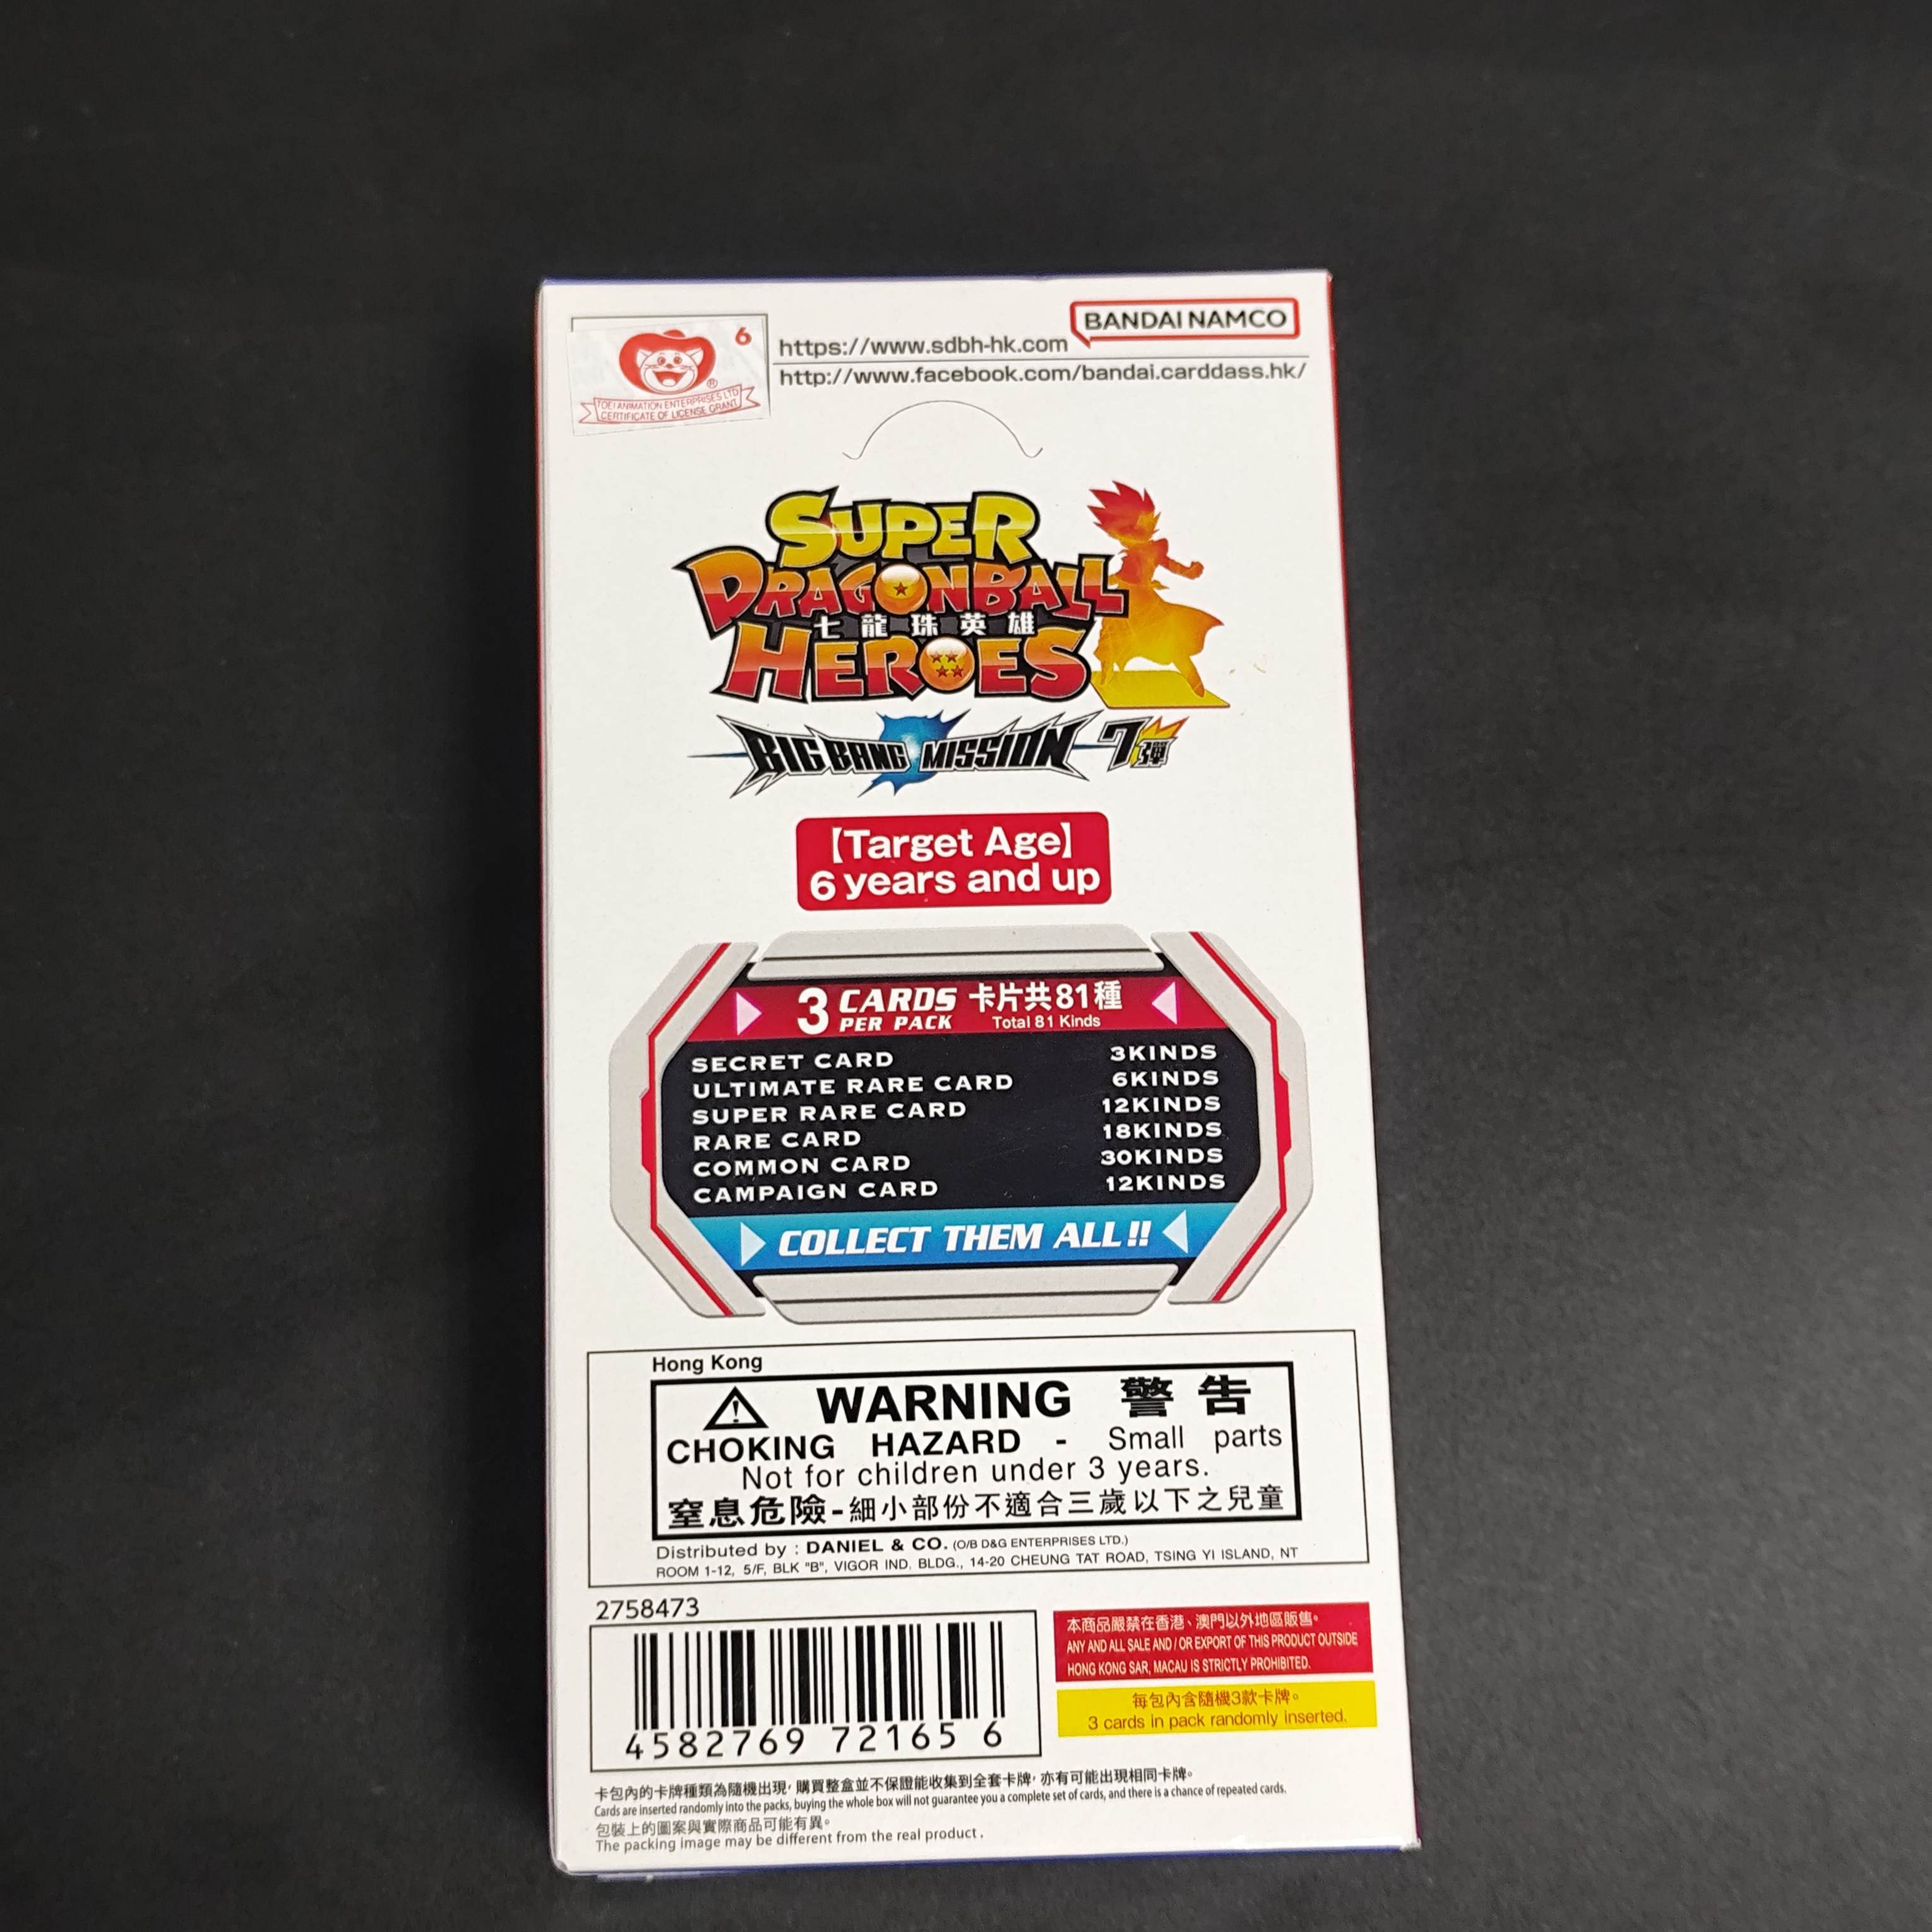 6
TOEI ANIMATION ENTERPRISES LTD
CERTIFICATE OF LICENSE GRANT
®
BANDAI NAMCO
https://www.sdbh-hk.com
http://www.facebook.com/bandai.carddass.hk/
SUPER
DRAGONBALL
七龍珠英雄
HEROES
BIG BANG MISSION 7弾
【Target Age】
6 years and up
3 CARDS PER PACK 卡片共81種
Total 81 Kinds
SECRET CARD 3KINDS
ULTIMATE RARE CARD 6KINDS
SUPER RARE CARD 12KINDS
RARE CARD 18KINDS
COMMON CARD 30KINDS
CAMPAIGN CARD 12KINDS
COLLECT THEM ALL!!
Hong Kong
WARNING 警告
CHOKING HAZARD - Small parts
Not for children under 3 years.
窒息危險-細小部份不適合三歲以下之兒童
Distributed by : DANIEL & CO. (O/B D&G ENTERPRISES LTD.)
ROOM 1-12, 5/F, BLK "B", VIGOR IND. BLDG., 14-20 CHEUNG TAT ROAD, TSING YI ISLAND, NT
2758473
4582769 72165 6
本商品嚴禁在香港、澳門以外地區販售。
ANY AND ALL SALE AND/OR EXPORT OF THIS PRODUCT OUTSIDE
HONG KONG SAR, MACAU IS STRICTLY PROHIBITED.
每包內含隨機3款卡牌。
3 cards in pack randomly inserted.
卡包內的卡牌種類為隨機出現，購買整盒並不保證能收集到全套卡牌，亦有可能出現相同卡牌。
Cards are inserted randomly into the packs, buying the whole box will not guarantee you a complete set of cards, and there is a chance of repeated cards.
包裝上的圖案與實際商品可能有異。
The packing image may be different from the real product.